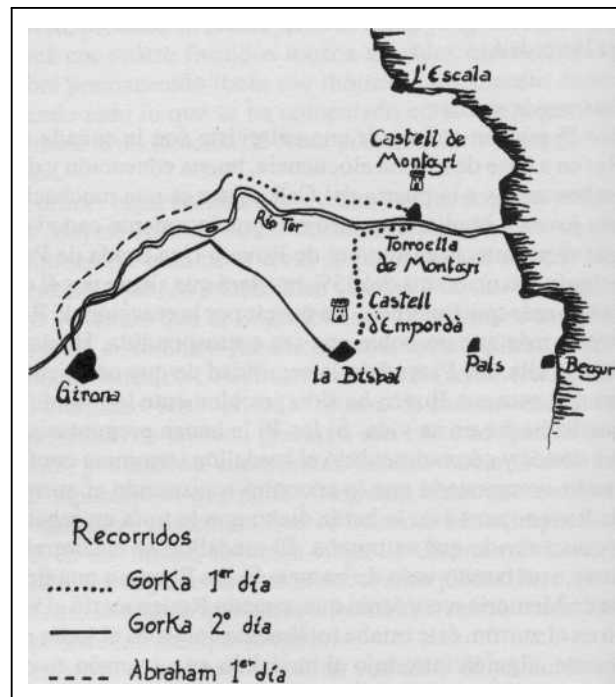 L'Escala
Castell de
Montgrí
Río Ter
Torroella
de Montgrí
Castell
d'Empordà
Pals
Begur
Girona
La Bisbal
Recorridos
Gorka 1er día
Gorka 2º día
Abraham 1er día